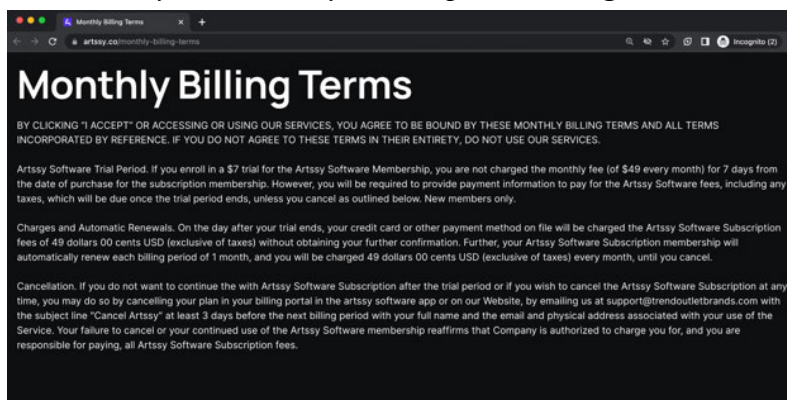 Monthly Billing Terms
artssy.co/monthly-billing-terms
Incognito (2)
Monthly Billing Terms
BY CLICKING "I ACCEPT" OR ACCESSING OR USING OUR SERVICES, YOU AGREE TO BE BOUND BY THESE MONTHLY BILLING TERMS AND ALL TERMS
INCORPORATED BY REFERENCE. IF YOU DO NOT AGREE TO THESE TERMS IN THEIR ENTIRETY, DO NOT USE OUR SERVICES.
Artssy Software Trial Period. If you enroll in a $7 trial for the Artssy Software Membership, you are not charged the monthly fee (of $49 every month) for 7 days from
the date of purchase for the subscription membership. However, you will be required to provide payment information to pay for the Artssy Software fees, including any
taxes, which will be due once the trial period ends, unless you cancel as outlined below. New members only.
Charges and Automatic Renewals. On the day after your trial ends, your credit card or other payment method on file will be charged the Artssy Software Subscription
fees of 49 dollars 00 cents USD (exclusive of taxes) without obtaining your further confirmation. Further, your Artssy Software Subscription membership will
automatically renew each billing period of 1 month, and you will be charged 49 dollars 00 cents USD (exclusive of taxes) every month, until you cancel.
Cancellation. If you do not want to continue the with Artssy Software Subscription after the trial period or if you wish to cancel the Artssy Software Subscription at any
time, you may do so by cancelling your plan in your billing portal in the artssy software app or on our Website, by emailing us at support@trendoutletbrands.com with
the subject line "Cancel Artssy" at least 3 days before the next billing period with your full name and the email and physical address associated with your use of the
Service. Your failure to cancel or your continued use of the Artssy Software membership reaffirms that Company is authorized to charge you for, and you are
responsible for paying, all Artssy Software Subscription fees.